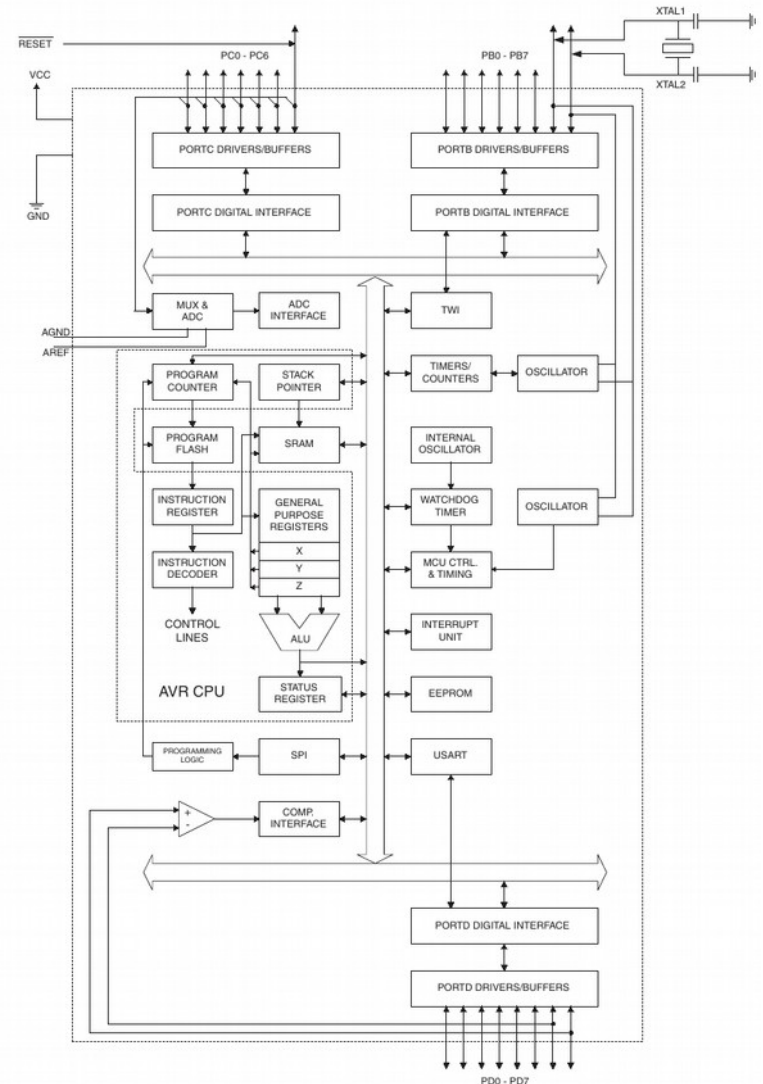 XTAL1
RESET
PC0 - PC6
PB0 - PB7
VCC
XTAL2
PORTC DRIVERS/BUFFERS
PORTB DRIVERS/BUFFERS
PORTC DIGITAL INTERFACE
PORTB DIGITAL INTERFACE
GND
MUX &
ADC
ADC
INTERFACE
TWI
AGND
AREF
PROGRAM
COUNTER
STACK
POINTER
TIMERS/
COUNTERS
OSCILLATOR
PROGRAM
FLASH
SRAM
INTERNAL
OSCILLATOR
INSTRUCTION
REGISTER
GENERAL
PURPOSE
REGISTERS
WATCHDOG
TIMER
OSCILLATOR
X
Y
Z
INSTRUCTION
DECODER
MCU CTRL.
& TIMING
CONTROL
LINES
ALU
INTERRUPT
UNIT
AVR CPU
STATUS
REGISTER
EEPROM
PROGRAMMING
LOGIC
SPI
USART
+
-
COMP.
INTERFACE
PORTD DIGITAL INTERFACE
PORTD DRIVERS/BUFFERS
PD0 - PD7